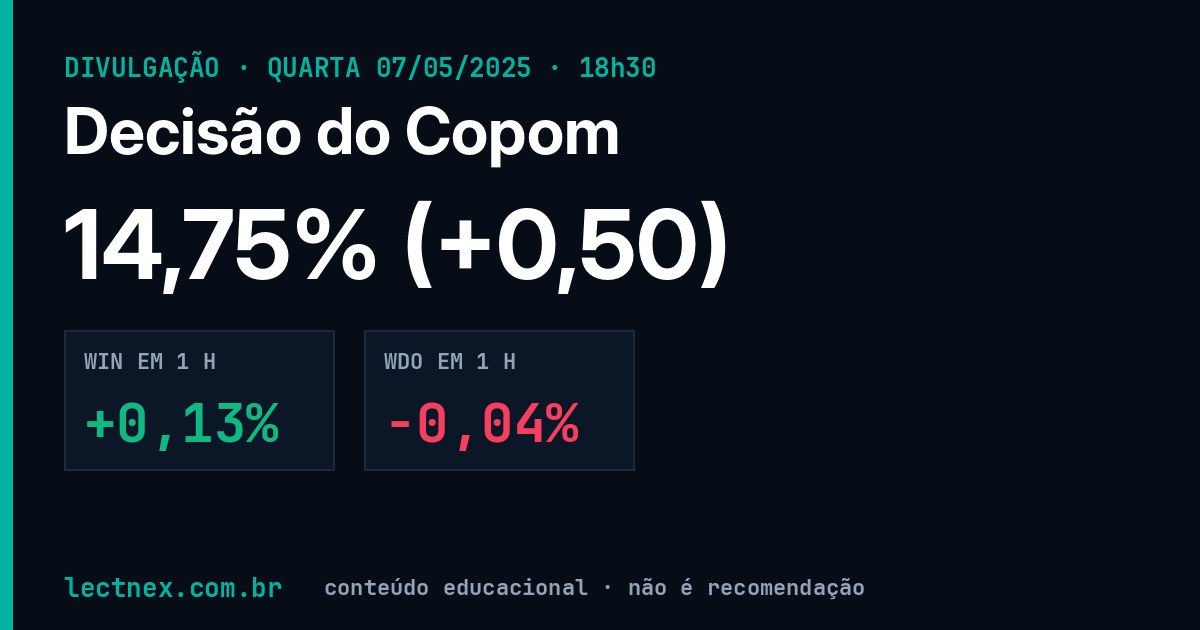 DIVULGAÇÃO · QUARTA 07/05/2025 · 18h30
Decisão do Copom
14,75% (+0,50)
WIN EM 1 H
+0,13%
WDO EM 1 H
-0,04%
lectnex.com.br
conteúdo educacional · não é recomendação